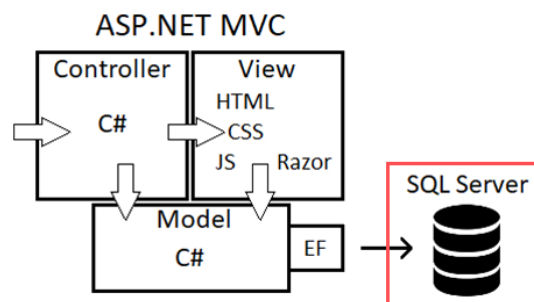 ASP.NET MVC
Controller
C#
View
HTML
CSS
JS Razor
Model
C#
EF
SQL Server